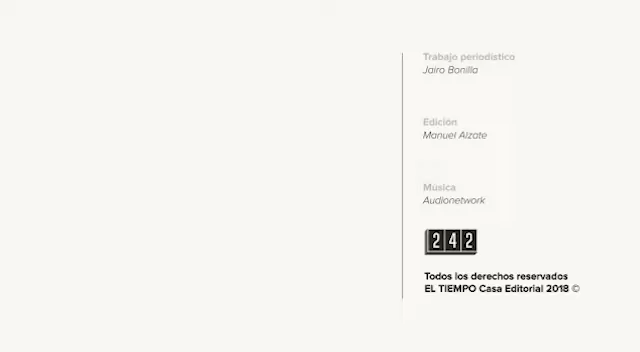 Trabajo periodístico
Jairo Bonilla
Edición
Manuel Alzate
Música
Audionetwork
242
Todos los derechos reservados
EL TIEMPO Casa Editorial 2018 ©